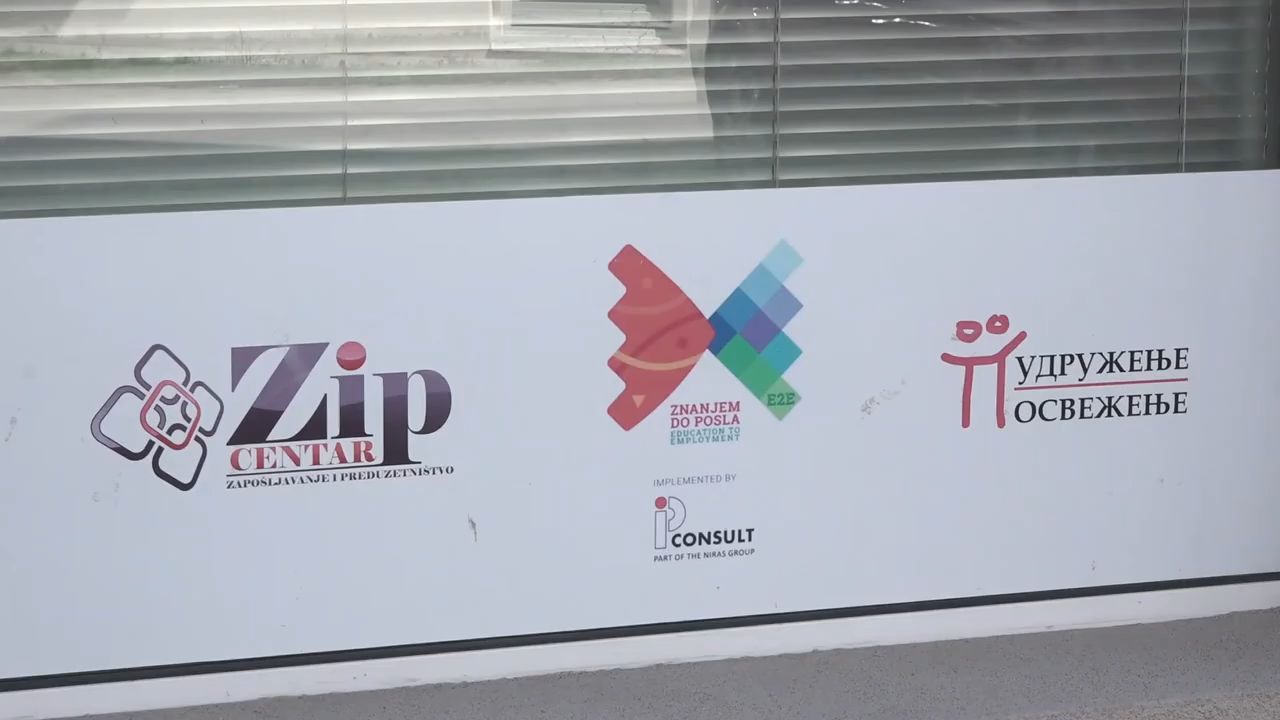 Zip
CENTAR
ZAPOŠLJAVANJE I PREDUZETNIŠTVO
E2E
ZNANJEM
DO POSLA
EDUCATION TO
EMPLOYMENT
IMPLEMENTED BY
IP CONSULT
PART OF THE NIRAS GROUP
УДРУЖЕЊЕ
ОСВЕЖЕЊЕ